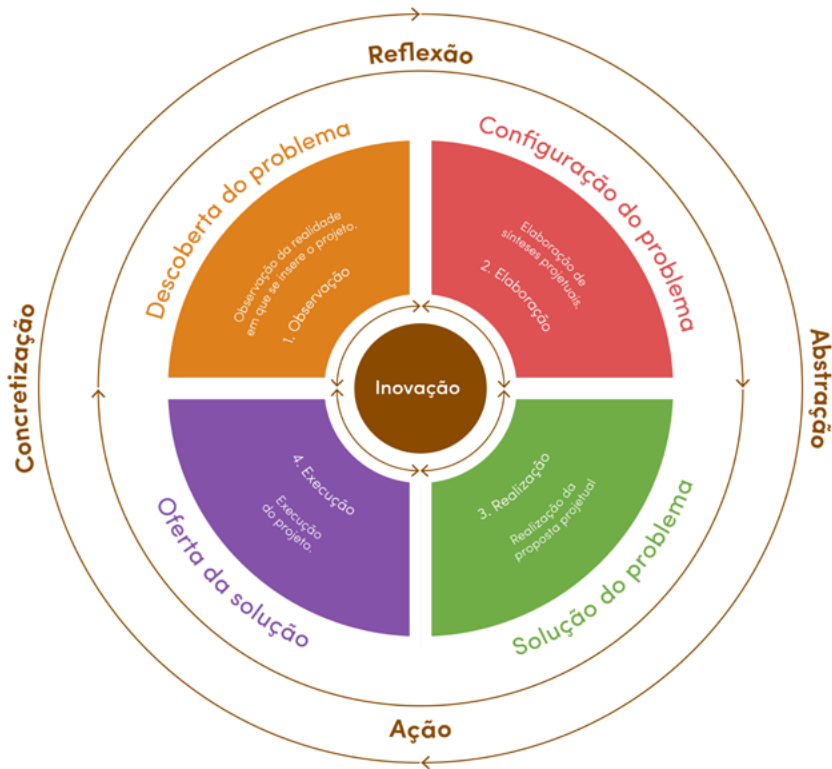 Reflexão
Descoberta do problema
Observação da realidade
em que se insere o projeto.
1. Observação
Configuração do problema
Elaboração de
sínteses projetuais.
2. Elaboração
Concretização
Inovação
Abstração
4. Execução
Execução
do projeto.
Oferta da solução
3. Realização
Realização da
proposta projetual
Solução do problema
Ação